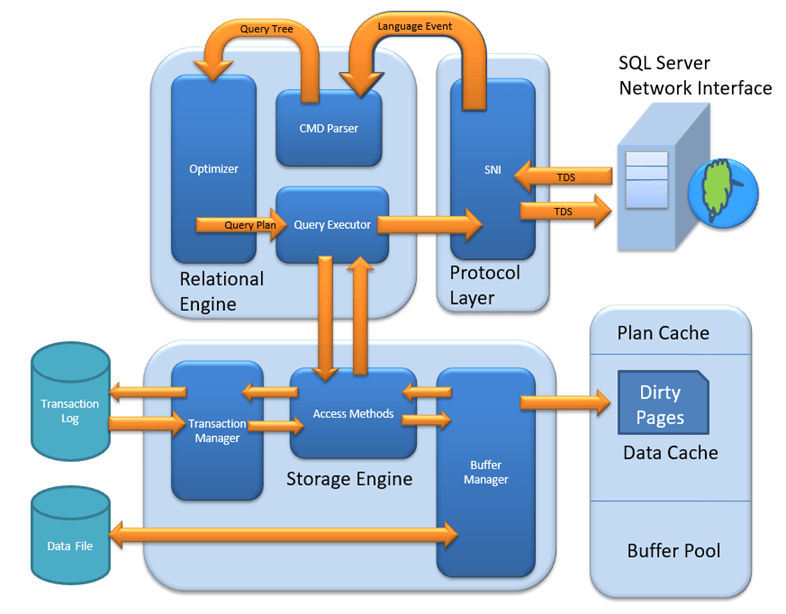 Query Tree
Language Event
SQL Server
Network Interface
CMD Parser
Optimizer
SNI
TDS
TDS
Query Plan
Query Executor
Relational
Engine
Protocol
Layer
Plan Cache
Dirty
Pages
Data Cache
Buffer Pool
Transaction
Log
Transaction
Manager
Access Methods
Storage Engine
Buffer
Manager
Data File